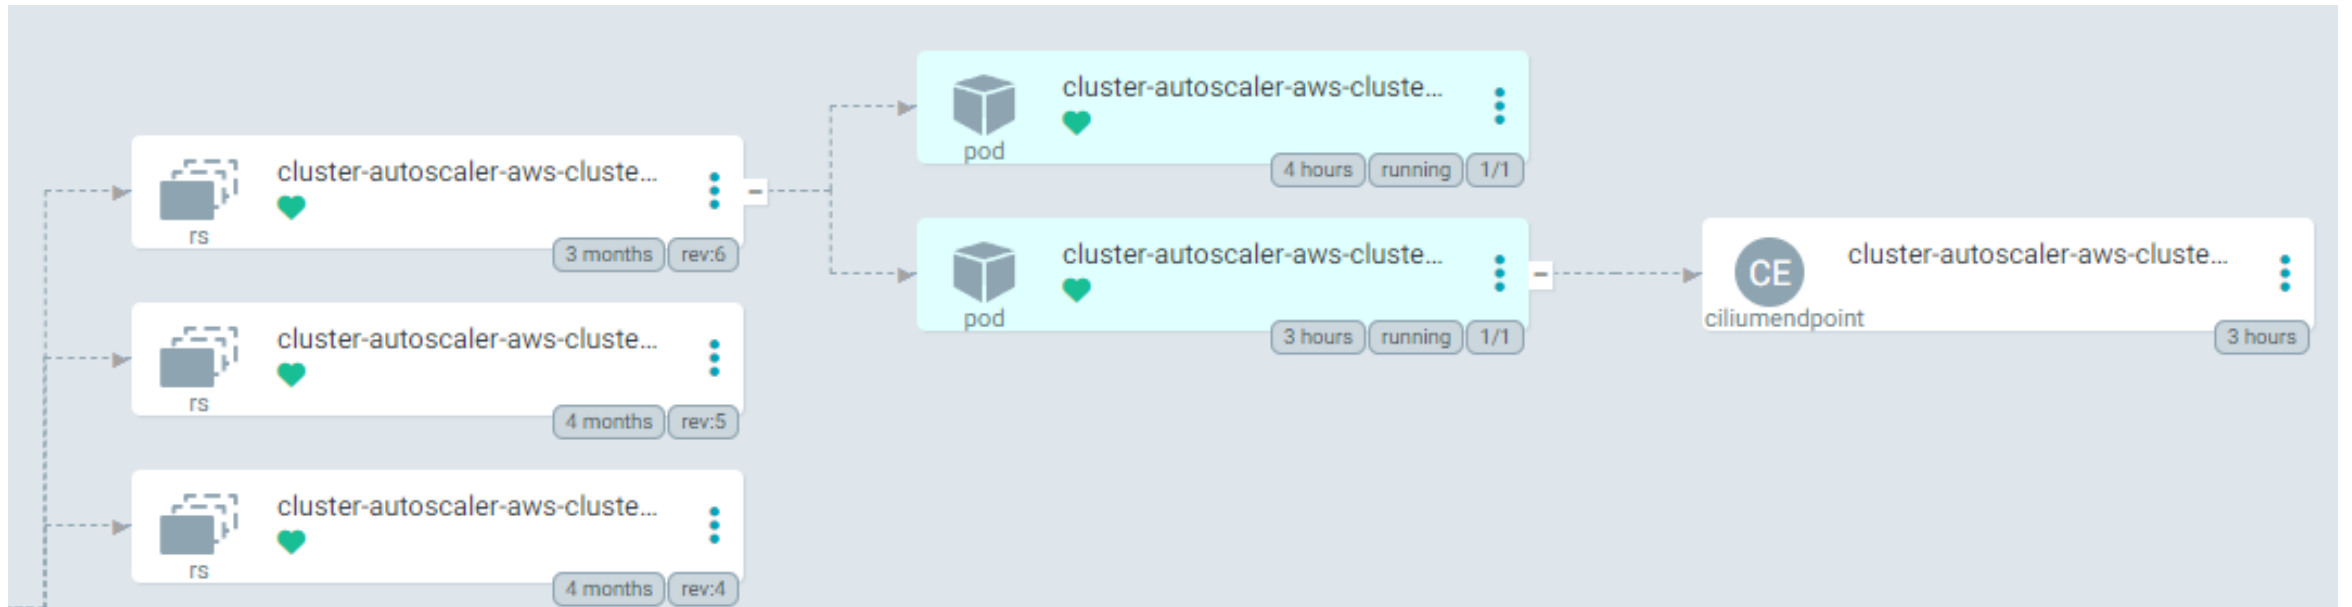 cluster-autoscaler-aws-cluste...
pod
4 hours running 1/1
cluster-autoscaler-aws-cluste...
rs
3 months rev:6
cluster-autoscaler-aws-cluste...
pod
3 hours running 1/1
cluster-autoscaler-aws-cluste...
CE
ciliumendpoint
3 hours
cluster-autoscaler-aws-cluste...
rs
4 months rev:5
cluster-autoscaler-aws-cluste...
rs
4 months rev:4